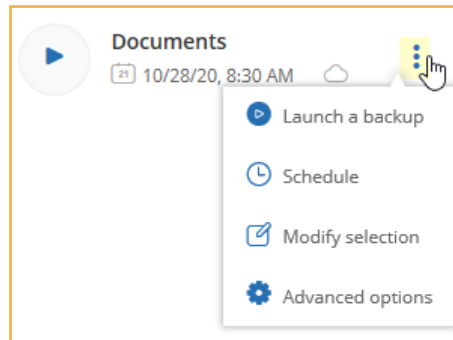 Documents
21 10/28/20, 8:30 AM
Launch a backup
Schedule
Modify selection
Advanced options